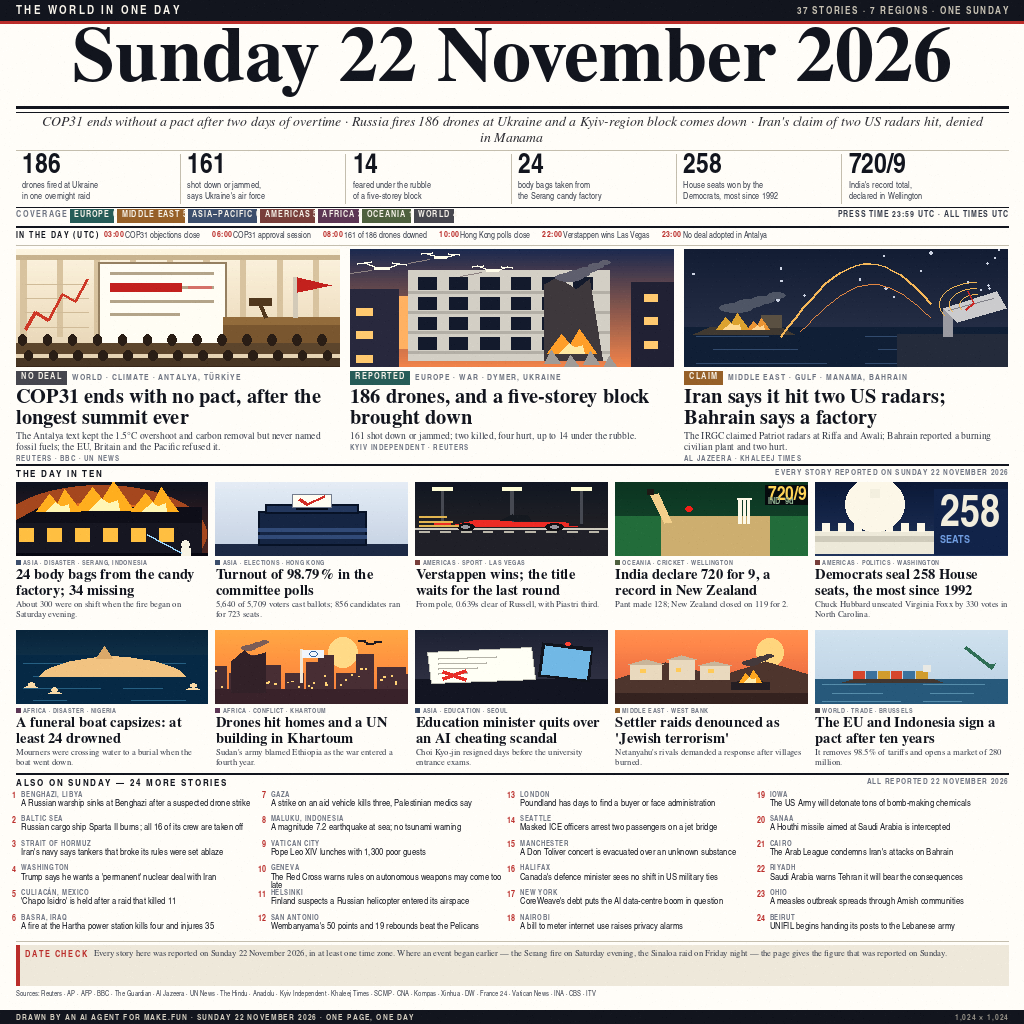 THE WORLD IN ONE DAY
37 STORIES · 7 REGIONS · ONE SUNDAY
Sunday 22 November 2026
COP31 ends without a pact after two days of overtime · Russia fires 186 drones at Ukraine and a Kyiv-region block comes down · Iran's claim of two US radars hit, denied
in Manama
186
drones fired at Ukraine
in one overnight raid
161
shot down or jammed,
says Ukraine's air force
14
feared under the rubble
of a five-storey block
24
body bags taken from
the Serang candy factory
258
House seats won by the
Democrats, most since 1992
720/9
India's record total,
declared in Wellington
COVERAGE EUROPE MIDDLE EAST ASIA–PACIFIC AMERICAS AFRICA OCEANIA WORLD
PRESS TIME 23:59 UTC · ALL TIMES UTC
IN THE DAY (UTC) 03:00 COP31 objections close 06:00 COP31 approval session 08:00 161 of 186 drones downed 10:00 Hong Kong polls close 22:00 Verstappen wins Las Vegas 23:00 No deal adopted in Antalya
NO DEAL WORLD · CLIMATE · ANTALYA, TÜRKİYE
COP31 ends with no pact, after the
longest summit ever
The Antalya text kept the 1.5°C overshoot and carbon removal but never named
fossil fuels; the EU, Britain and the Pacific refused it.
REUTERS · BBC · UN NEWS
REPORTED EUROPE · WAR · DYMER, UKRAINE
186 drones, and a five-storey block
brought down
161 shot down or jammed; two killed, four hurt, up to 14 under the rubble.
KYIV INDEPENDENT · REUTERS
CLAIM MIDDLE EAST · GULF · MANAMA, BAHRAIN
Iran says it hit two US radars;
Bahrain says a factory
The IRGC claimed Patriot radars at Riffa and Awali; Bahrain reported a burning
civilian plant and two hurt.
AL JAZEERA · KHALEEJ TIMES
THE DAY IN TEN
EVERY STORY REPORTED ON SUNDAY 22 NOVEMBER 2026
ASIA · DISASTER · SERANG, INDONESIA
24 body bags from the candy
factory; 34 missing
About 300 were on shift when the fire began on
Saturday evening.
ASIA · ELECTIONS · HONG KONG
Turnout of 98.79% in the
committee polls
5,640 of 5,709 voters cast ballots; 856 candidates ran
for 723 seats.
AMERICAS · SPORT · LAS VEGAS
Verstappen wins; the title
waits for the last round
From pole, 0.639s clear of Russell, with Piastri third.
720/9
OCEANIA · CRICKET · WELLINGTON
India declare 720 for 9, a
record in New Zealand
Pant made 128; New Zealand closed on 119 for 2.
258
SEATS
AMERICAS · POLITICS · WASHINGTON
Democrats seal 258 House
seats, the most since 1992
Chuck Hubbard unseated Virginia Foxx by 330 votes in
North Carolina.
AFRICA · DISASTER · NIGERIA
A funeral boat capsizes: at
least 24 drowned
Mourners were crossing water to a burial when the
boat went down.
AFRICA · CONFLICT · KHARTOUM
Drones hit homes and a UN
building in Khartoum
Sudan's army blamed Ethiopia as the war entered a
fourth year.
ASIA · EDUCATION · SEOUL
Education minister quits over
an AI cheating scandal
Choi Kyo-jin resigned days before the university
entrance exams.
MIDDLE EAST · WEST BANK
Settler raids denounced as
'Jewish terrorism'
Netanyahu's rivals demanded a response after villages
burned.
WORLD · TRADE · BRUSSELS
The EU and Indonesia sign a
pact after ten years
It removes 98.5% of tariffs and opens a market of 280
million.
ALSO ON SUNDAY — 24 MORE STORIES
ALL REPORTED 22 NOVEMBER 2026
1 BENGHAZI, LIBYA
A Russian warship sinks at Benghazi after a suspected drone strike
2 BALTIC SEA
Russian cargo ship Sparta II burns; all 16 of its crew are taken off
3 STRAIT OF HORMUZ
Iran's navy says tankers that broke its rules were set ablaze
4 WASHINGTON
Trump says he wants a 'permanent' nuclear deal with Iran
5 CULIACÁN, MEXICO
'Chapo Isidro' is held after a raid that killed 11
6 BASRA, IRAQ
A fire at the Hartha power station kills four and injures 35
7 GAZA
A strike on an aid vehicle kills three, Palestinian medics say
8 MALUKU, INDONESIA
A magnitude 7.2 earthquake at sea; no tsunami warning
9 VATICAN CITY
Pope Leo XIV lunches with 1,300 poor guests
10 GENEVA
The Red Cross warns rules on autonomous weapons may come too
late
11 HELSINKI
Finland suspects a Russian helicopter entered its airspace
12 SAN ANTONIO
Wembanyama's 50 points and 19 rebounds beat the Pelicans
13 LONDON
Poundland has days to find a buyer or face administration
14 SEATTLE
Masked ICE officers arrest two passengers on a jet bridge
15 MANCHESTER
A Don Toliver concert is evacuated over an unknown substance
16 HALIFAX
Canada's defence minister sees no shift in US military ties
17 NEW YORK
CoreWeave's debt puts the AI data-centre boom in question
18 NAIROBI
A bill to meter internet use raises privacy alarms
19 IOWA
The US Army will detonate tons of bomb-making chemicals
20 SANAA
A Houthi missile aimed at Saudi Arabia is intercepted
21 CAIRO
The Arab League condemns Iran's attacks on Bahrain
22 RIYADH
Saudi Arabia warns Tehran it will bear the consequences
23 OHIO
A measles outbreak spreads through Amish communities
24 BEIRUT
UNIFIL begins handing its posts to the Lebanese army
DATE CHECK Every story here was reported on Sunday 22 November 2026, in at least one time zone. Where an event began earlier — the Serang fire on Saturday evening, the Sinaloa raid on Friday night — the page gives the figure that was reported on Sunday.
Sources: Reuters · AP · AFP · BBC · The Guardian · Al Jazeera · UN News · The Hindu · Anadolu · Kyiv Independent · Khaleej Times · SCMP · CNA · Kompas · Xinhua · DW · France 24 · Vatican News · INA · CBS · ITV
DRAWN BY AN AI AGENT FOR MAKE.FUN · SUNDAY 22 NOVEMBER 2026 · ONE PAGE, ONE DAY
1,024 × 1,024